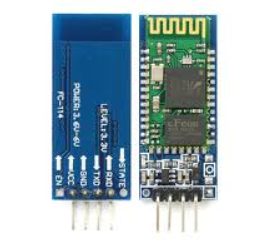 FC-114
POWER:3.6V-6V
LEVEL:3.3V
EN
VCC
GND
TXD
RXD
STATE
cFeon